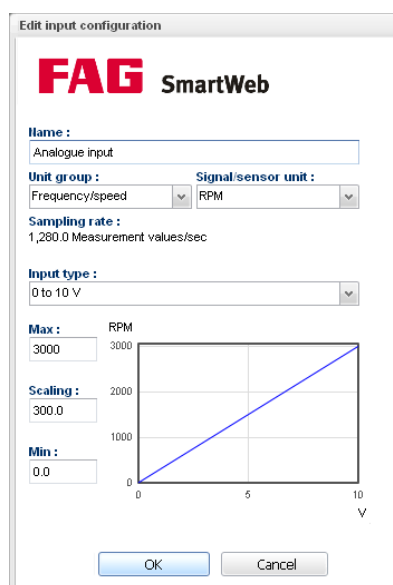 Edit input configuration
FAG SmartWeb
Name :
Analogue input
Unit group : Signal/sensor unit :
Frequency/speed RPM
Sampling rate :
1,280.0 Measurement values/sec
Input type :
0 to 10 V
Max : RPM
3000 3000
Scaling : 2000
300.0
1000
Min :
0.0 0
0 5 10
V
OK Cancel